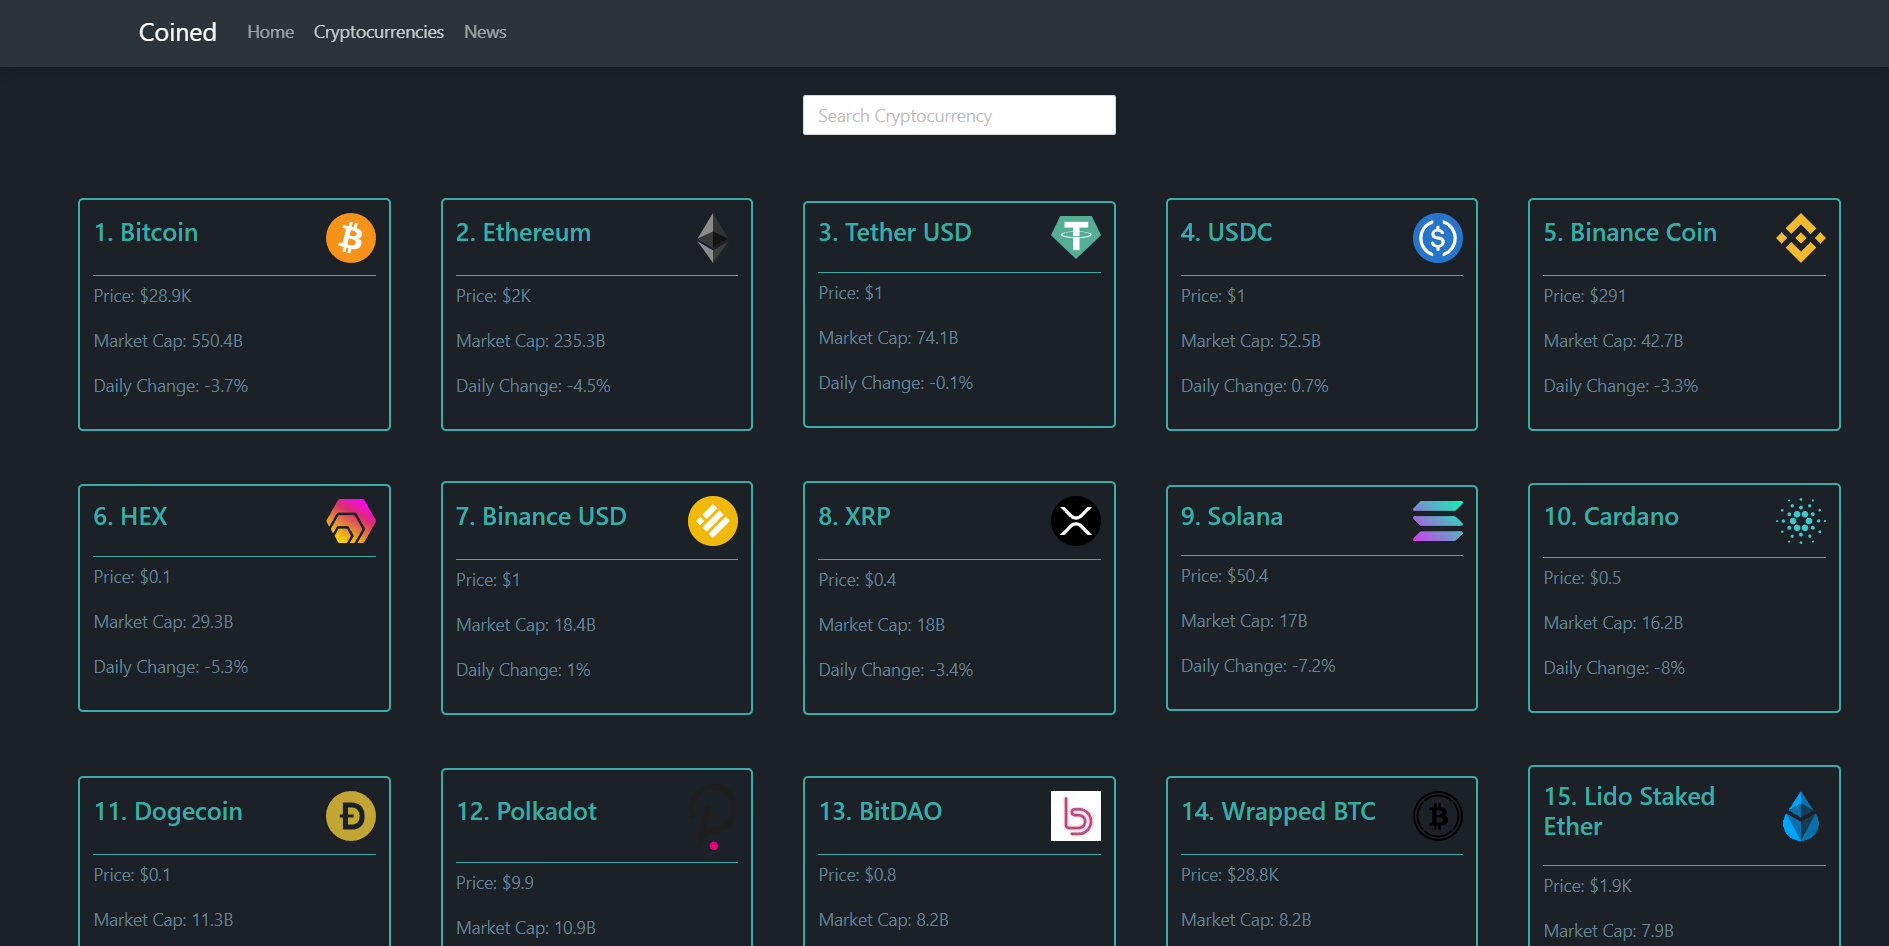 Coined Home Cryptocurrencies News
Search Cryptocurrency
1. Bitcoin
Price: $28.9K
Market Cap: 550.4B
Daily Change: -3.7%
2. Ethereum
Price: $2K
Market Cap: 235.3B
Daily Change: -4.5%
3. Tether USD
Price: $1
Market Cap: 74.1B
Daily Change: -0.1%
4. USDC
Price: $1
Market Cap: 52.5B
Daily Change: 0.7%
5. Binance Coin
Price: $291
Market Cap: 42.7B
Daily Change: -3.3%
6. HEX
Price: $0.1
Market Cap: 29.3B
Daily Change: -5.3%
7. Binance USD
Price: $1
Market Cap: 18.4B
Daily Change: 1%
8. XRP
Price: $0.4
Market Cap: 18B
Daily Change: -3.4%
9. Solana
Price: $50.4
Market Cap: 17B
Daily Change: -7.2%
10. Cardano
Price: $0.5
Market Cap: 16.2B
Daily Change: -8%
11. Dogecoin
Price: $0.1
Market Cap: 11.3B
12. Polkadot
Price: $9.9
Market Cap: 10.9B
13. BitDAO
Price: $0.8
Market Cap: 8.2B
14. Wrapped BTC
Price: $28.8K
Market Cap: 8.2B
15. Lido Staked
Ether
Price: $1.9K
Market Cap: 7.9B